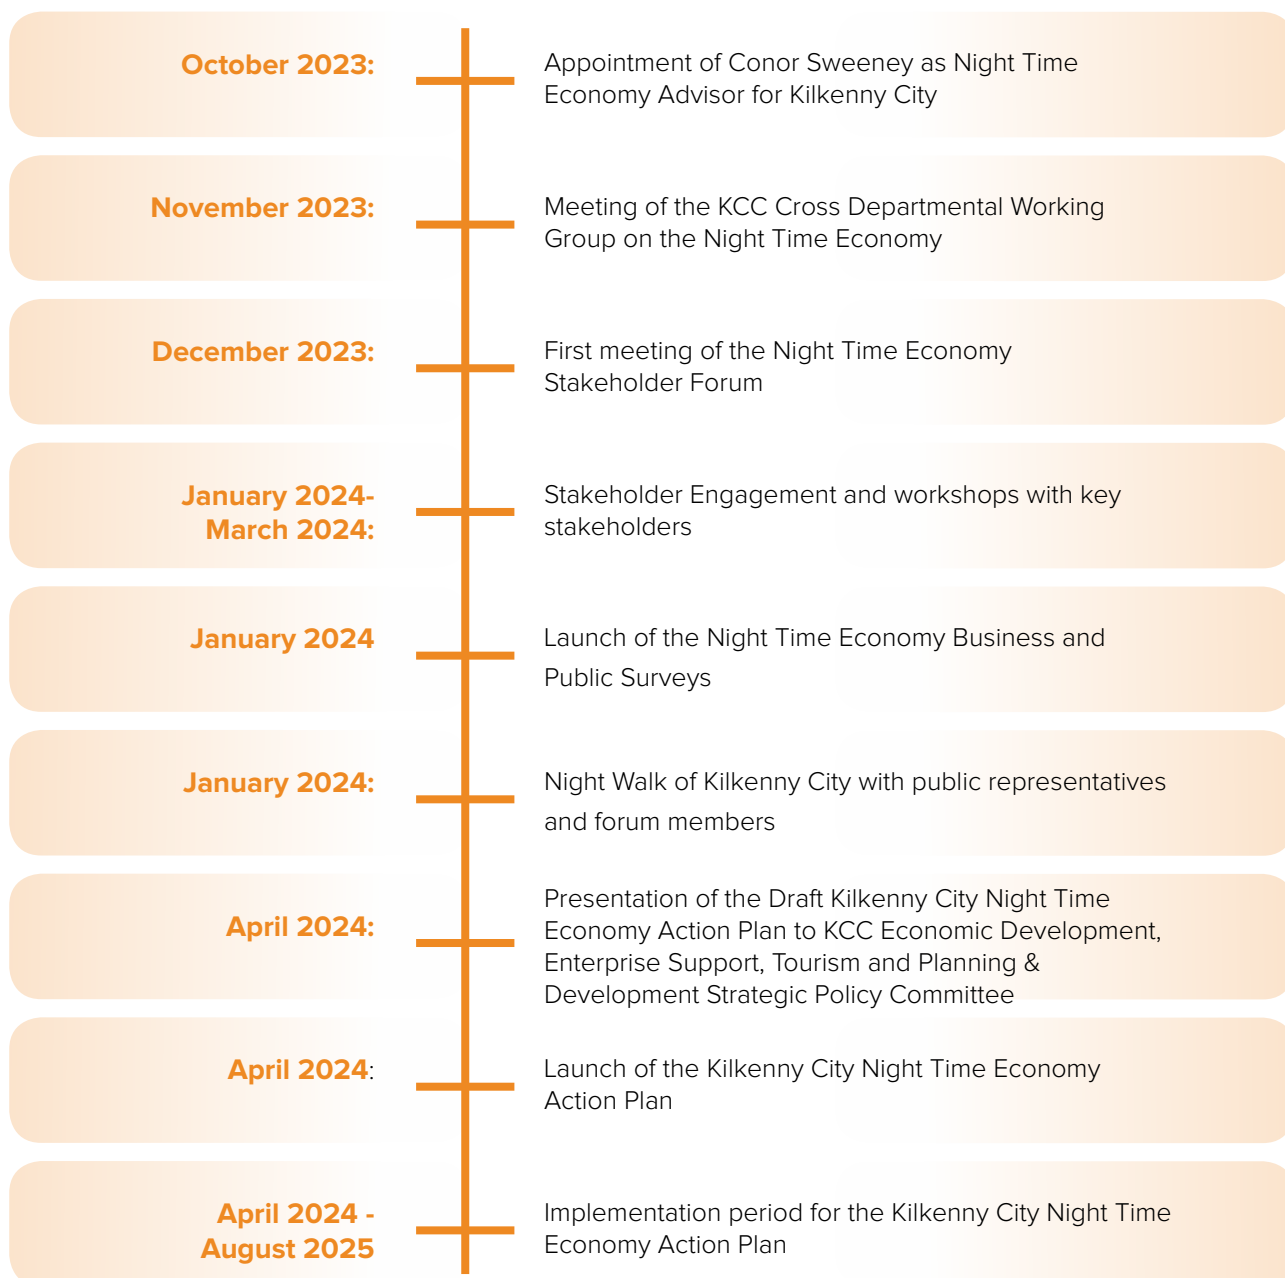 October 2023:
Appointment of Conor Sweeney as Night Time
Economy Advisor for Kilkenny City
November 2023:
Meeting of the KCC Cross Departmental Working
Group on the Night Time Economy
December 2023:
First meeting of the Night Time Economy
Stakeholder Forum
January 2024-
March 2024:
Stakeholder Engagement and workshops with key
stakeholders
January 2024
Launch of the Night Time Economy Business and
Public Surveys
January 2024:
Night Walk of Kilkenny City with public representatives
and forum members
April 2024:
Presentation of the Draft Kilkenny City Night Time
Economy Action Plan to KCC Economic Development,
Enterprise Support, Tourism and Planning &
Development Strategic Policy Committee
April 2024:
Launch of the Kilkenny City Night Time Economy
Action Plan
April 2024 -
August 2025
Implementation period for the Kilkenny City Night Time
Economy Action Plan